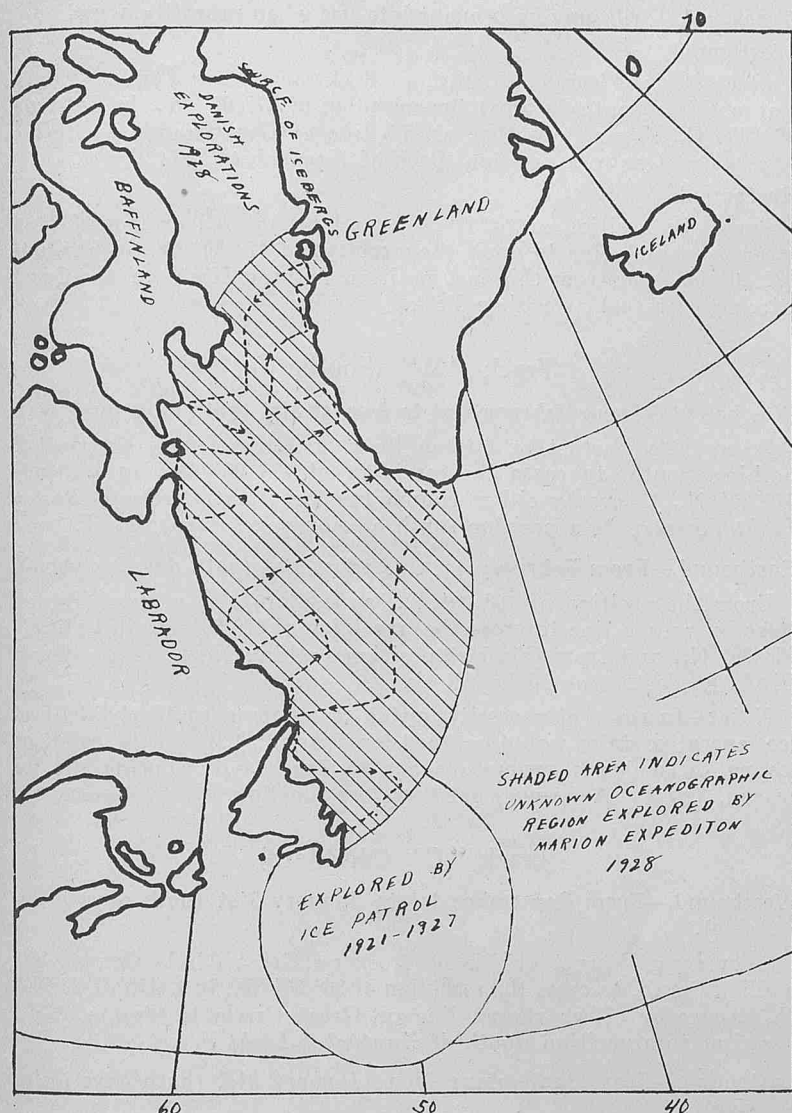 70
SOURCE OF ICEBERGS
DANISH
EXPLORATIONS
1928
BAFFINLAND
GREENLAND
ICELAND
LABRADOR
SHADED AREA INDICATES
UNKNOWN OCEANOGRAPHIC
REGION EXPLORED BY
MARION EXPEDITON
1928
EXPLORED BY
ICE PATROL
1921-1927
60
50
40